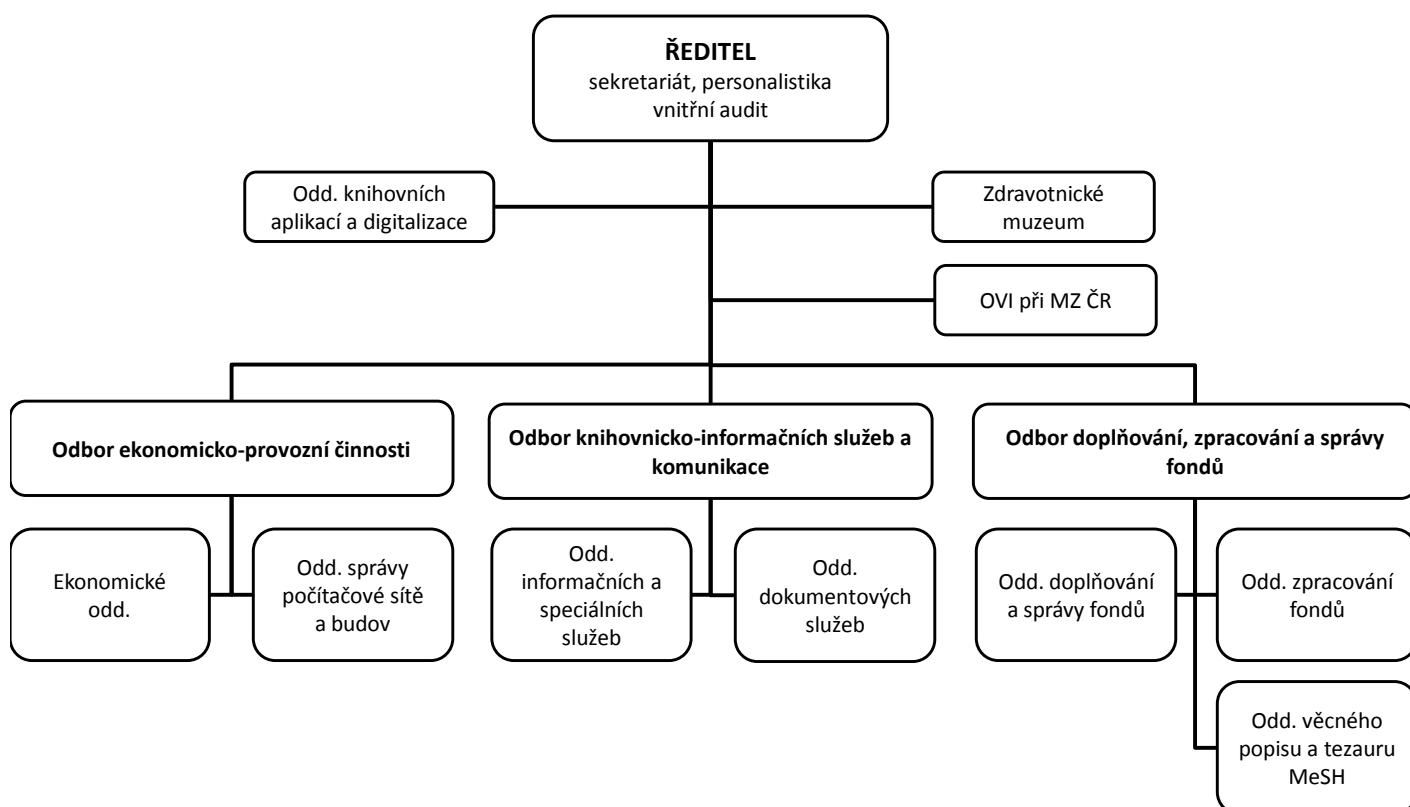 ŘEDITEL
sekretariát, personalistika
vnitřní audit
Odd. knihovních
aplikací a digitalizace
Zdravotnické
muzeum
OVI při MZ ČR
Odbor ekonomicko-provozní činnosti
Odbor knihovnicko-informačních služeb a
komunikace
Odbor doplňování, zpracování a správy
fondů
Ekonomické
odd.
Odd. správy
počítačové sítě
a budov
Odd.
informačních a
speciálních
služeb
Odd.
dokumentových
služeb
Odd. doplňování
a správy fondů
Odd. zpracování
fondů
Odd. věcného
popisu a tezauru
MeSH